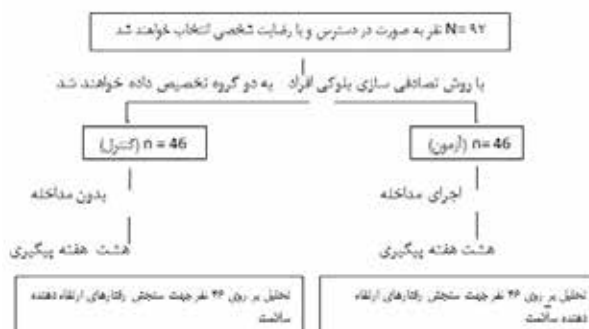 N= ۹۲ نفر به صورت در دسترس و با رضایت شخصی انتخاب خواهند شد
با روش تصادفی سازی بلوکی افراد به دو گروه تخصیص داده خواهند شد
n= 46 (آزمون)
n = 46 (کنترل)
اجرای مداخله
بدون مداخله
هشت هفته پیگیری
هشت هفته پیگیری
تحلیل بر روی ۴۶ نفر جهت سنجش رفتارهای ارتقاء دهنده سلامت
تحلیل بر روی ۴۶ نفر جهت سنجش رفتارهای ارتقاء دهنده
سلامت